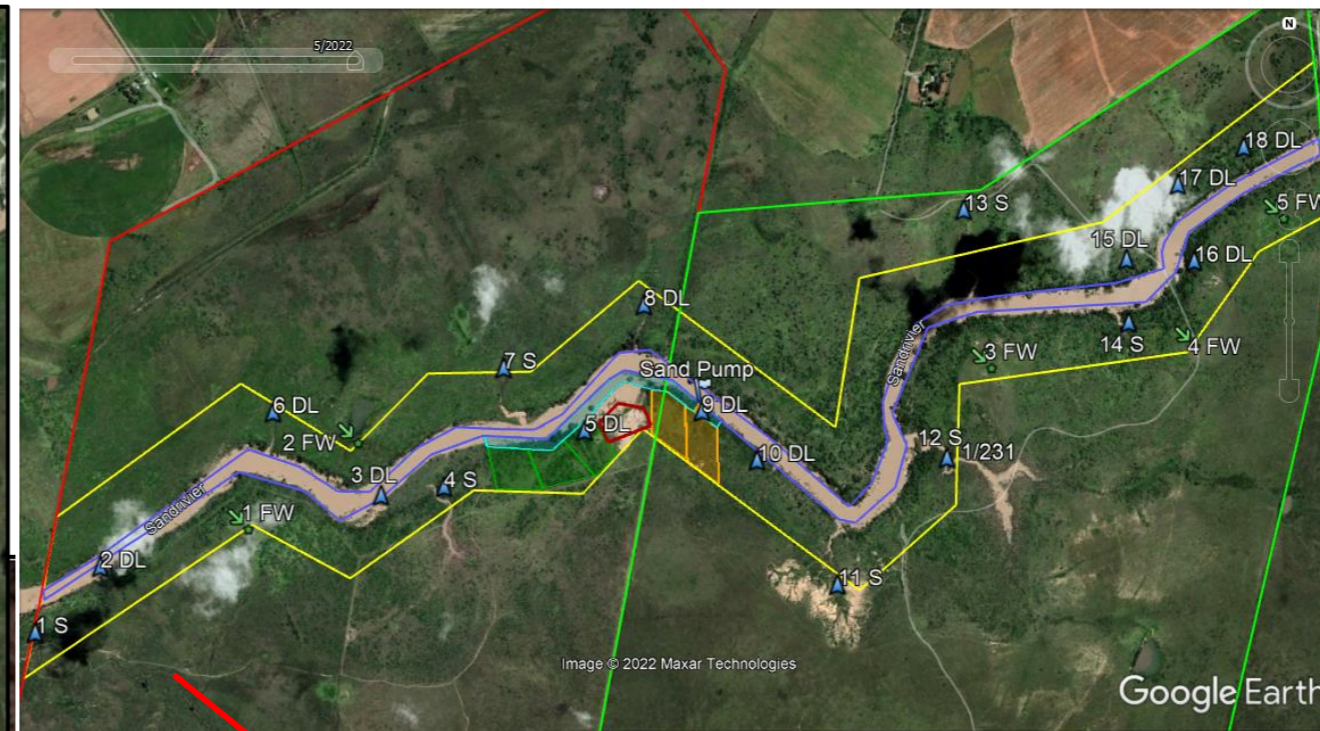 5/2022
N
18 DL
17 DL
5 FW
13 S
15 DL
16 DL
8 DL
Sandrivier
14 S
4 FW
3 FW
7 S
Sand Pump
6 DL
9 DL
2 FW
5 DL
12 S
1/231
10 DL
3 DL
4 S
Sandrivier
1 FW
2 DL
11 S
1 S
Image © 2022 Maxar Technologies
Google Earth